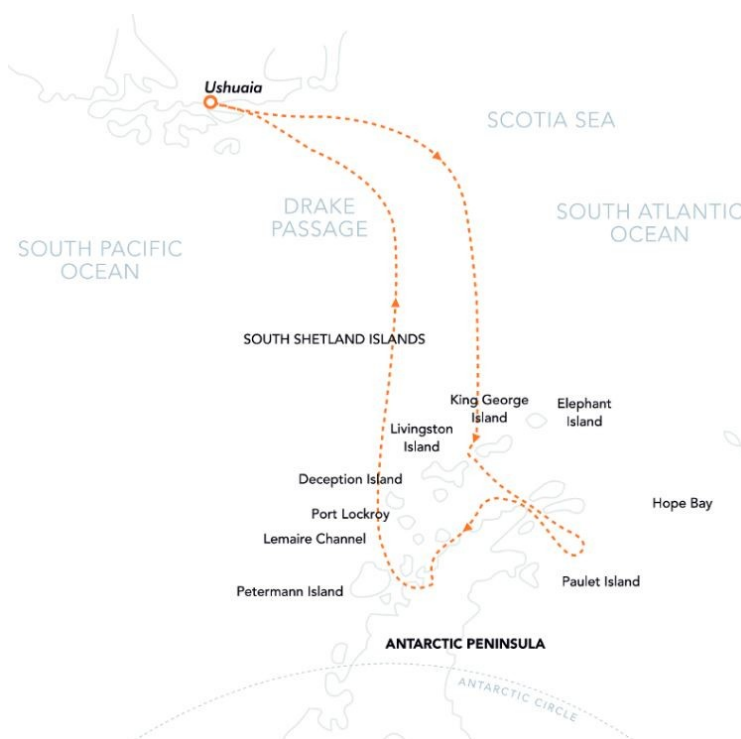 Ushuaia
SCOTIA SEA
DRAKE
PASSAGE
SOUTH ATLANTIC
OCEAN
SOUTH PACIFIC
OCEAN
SOUTH SHETLAND ISLANDS
King George
Island
Elephant
Island
Livingston
Island
Deception Island
Hope Bay
Port Lockroy
Lemaire Channel
Paulet Island
Petermann Island
ANTARCTIC PENINSULA
ANTARCTIC CIRCLE